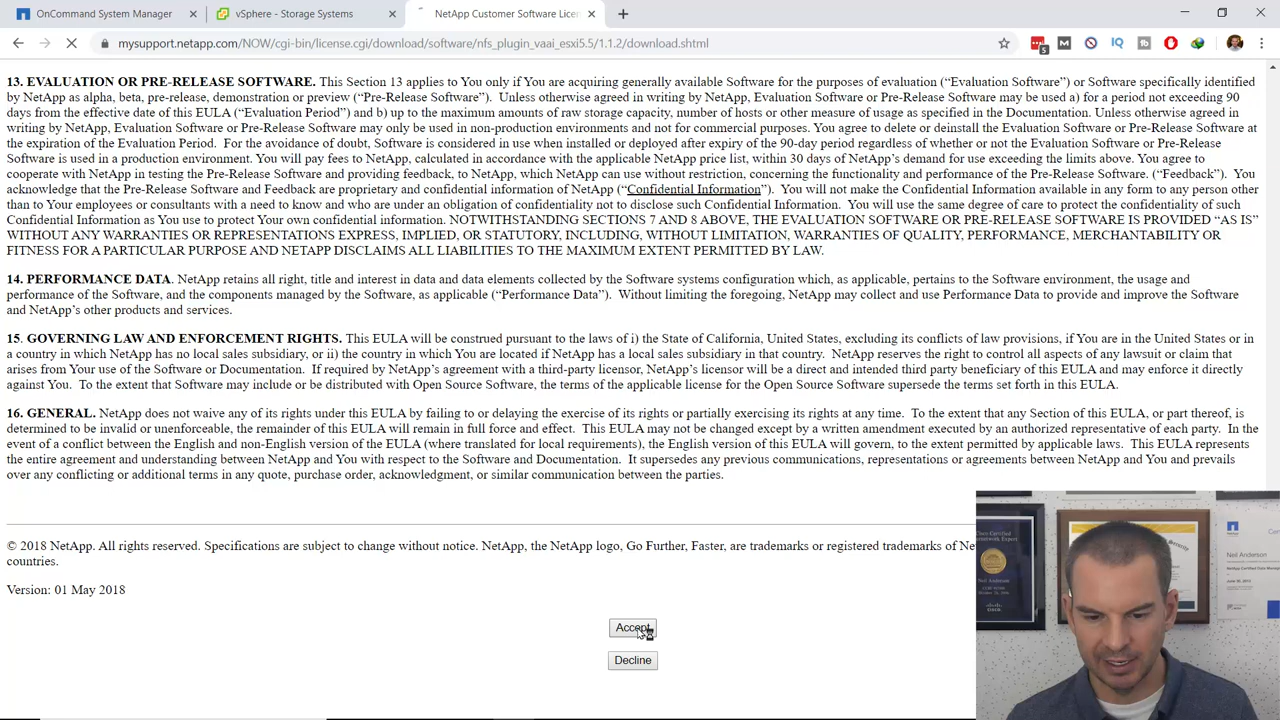 OnCommand System Manager
vSphere - Storage Systems
NetApp Customer Software Licen
mysupport.netapp.com/NOW/cgi-bin/license.cgi/download/software/nfs_plugin_vaai_esxi5.5/1.1.2/download.shtml
13. EVALUATION OR PRE-RELEASE SOFTWARE. This Section 13 applies to You only if You are acquiring generally available Software for the purposes of evaluation (“Evaluation Software”) or Software specifically identified
by NetApp as alpha, beta, pre-release, demonstration or preview (“Pre-Release Software”). Unless otherwise agreed in writing by NetApp, Evaluation Software or Pre-Release Software may be used a) for a period not exceeding 90
days from the effective date of this EULA (“Evaluation Period”) and b) up to the maximum amounts of raw storage capacity, number of hosts or other measure of usage as specified in the Documentation. Unless otherwise agreed in
writing by NetApp, Evaluation Software or Pre-Release Software may only be used in non-production environments and not for commercial purposes. You agree to delete or deinstall the Evaluation Software or Pre-Release Software at
the expiration of the Evaluation Period. For the avoidance of doubt, Software is considered in use when installed or deployed after expiry of the 90-day period regardless of whether or not the Evaluation Software or Pre-Release
Software is used in a production environment. You will pay fees to NetApp, calculated in accordance with the applicable NetApp price list, within 30 days of NetApp’s demand for use exceeding the limits above. You agree to
cooperate with NetApp in testing the Pre-Release Software and providing feedback, to NetApp, which NetApp can use without restriction, concerning the functionality and performance of the Pre-Release Software. (“Feedback”). You
acknowledge that the Pre-Release Software and Feedback are proprietary and confidential information of NetApp (“Confidential Information”). You will not make the Confidential Information available in any form to any person other
than to Your employees or consultants with a need to know and who are under an obligation of confidentiality not to disclose such Confidential Information. You will use the same degree of care to protect the confidentiality of such
Confidential Information as You use to protect Your own confidential information. NOTWITHSTANDING SECTIONS 7 AND 8 ABOVE, THE EVALUATION SOFTWARE OR PRE-RELEASE SOFTWARE IS PROVIDED “AS IS”
WITHOUT ANY WARRANTIES OR REPRESENTATIONS EXPRESS, IMPLIED, OR STATUTORY, INCLUDING, WITHOUT LIMITATION, WARRANTIES OF QUALITY, PERFORMANCE, MERCHANTABILITY OR
FITNESS FOR A PARTICULAR PURPOSE AND NETAPP DISCLAIMS ALL LIABILITIES TO THE MAXIMUM EXTENT PERMITTED BY LAW.
14. PERFORMANCE DATA. NetApp retains all right, title and interest in data and data elements collected by the Software systems configuration which, as applicable, pertains to the Software environment, the usage and
performance of the Software, and the components managed by the Software, as applicable (“Performance Data”). Without limiting the foregoing, NetApp may collect and use Performance Data to provide and improve the Software
and NetApp’s other products and services.
15. GOVERNING LAW AND ENFORCEMENT RIGHTS. This EULA will be construed pursuant to the laws of i) the State of California, United States, excluding its conflicts of law provisions, if You are in the United States or in
a country in which NetApp has no local sales subsidiary, or ii) the country in which You are located if NetApp has a local sales subsidiary in that country. NetApp reserves the right to control all aspects of any lawsuit or claim that
arises from Your use of the Software or Documentation. If required by NetApp’s agreement with a third-party licensor, NetApp’s licensor will be a direct and intended third party beneficiary of this EULA and may enforce it directly
against You. To the extent that Software may include or be distributed with Open Source Software, the terms of the applicable license for the Open Source Software supersede the terms set forth in this EULA.
16. GENERAL. NetApp does not waive any of its rights under this EULA by failing to or delaying the exercise of its rights or partially exercising its rights at any time. To the extent that any Section of this EULA, or part thereof, is
determined to be invalid or unenforceable, the remainder of this EULA will remain in full force and effect. This EULA may not be changed except by a written amendment executed by an authorized representative of each party. In the
event of a conflict between the English and non-English version of the EULA (where translated for local requirements), the English version of this EULA will govern, to the extent permitted by applicable laws. This EULA represents
the entire agreement and understanding between NetApp and You with respect to the Software and Documentation. It supersedes any previous communications, representations or agreements between NetApp and You and prevails
over any conflicting or additional terms in any quote, purchase order, acknowledgment, or similar communication between the parties.
© 2018 NetApp. All rights reserved. Specifications are subject to change without notice. NetApp, the NetApp logo, Go Further, Faster, are trademarks or registered trademarks of Ne
countries.
Version: 01 May 2018
Accept
Decline
Neil Anderson